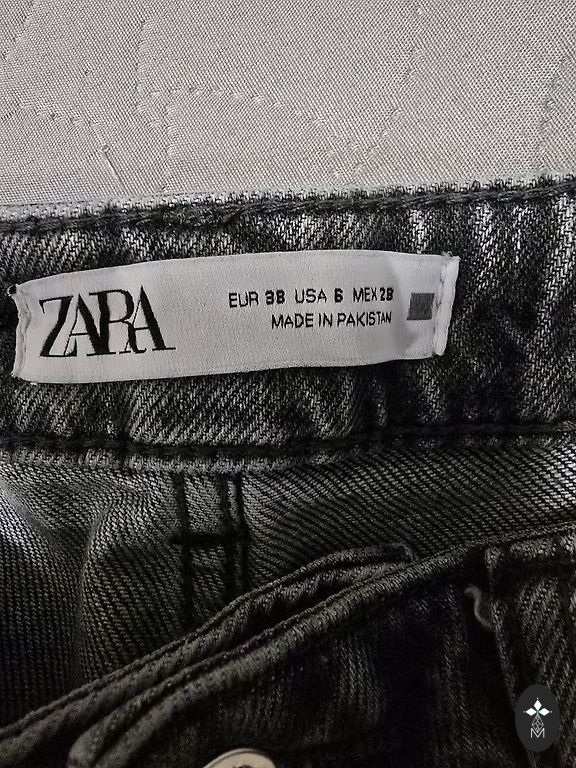 ZARA
EUR 38 USA 6 MEX 28
MADE IN PAKISTAN
M